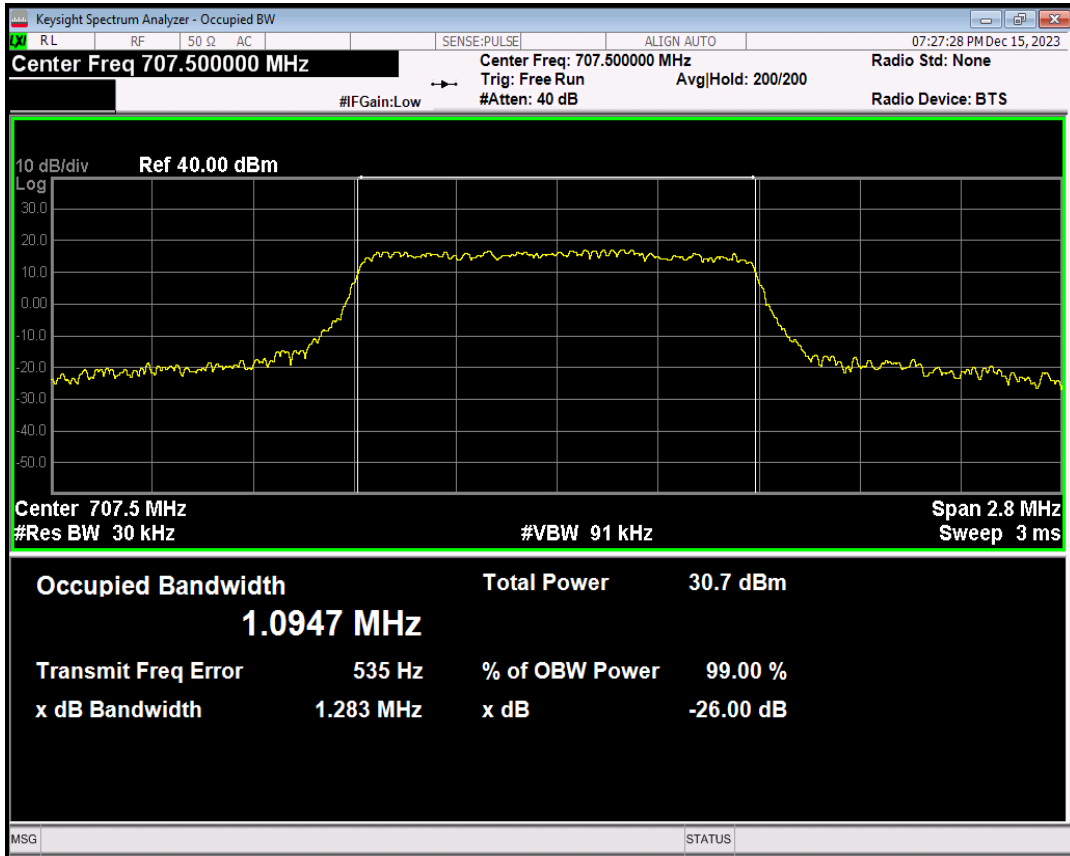 Keysight Spectrum Analyzer - Occupied BW
LXI RL RF 50 Ω AC SENSE:PULSE ALIGN AUTO 07:27:28 PM Dec 15, 2023
Center Freq 707.500000 MHz
Center Freq: 707.500000 MHz
Radio Std: None
Trig: Free Run Avg|Hold: 200/200
#IFGain:Low #Atten: 40 dB Radio Device: BTS
10 dB/div Ref 40.00 dBm
Log
30.0
20.0
10.0
0.00
-10.0
-20.0
-30.0
-40.0
-50.0
Center 707.5 MHz Span 2.8 MHz
#Res BW 30 kHz #VBW 91 kHz Sweep 3 ms
Occupied Bandwidth Total Power 30.7 dBm
1.0947 MHz
Transmit Freq Error 535 Hz % of OBW Power 99.00 %
x dB Bandwidth 1.283 MHz x dB -26.00 dB
MSG STATUS